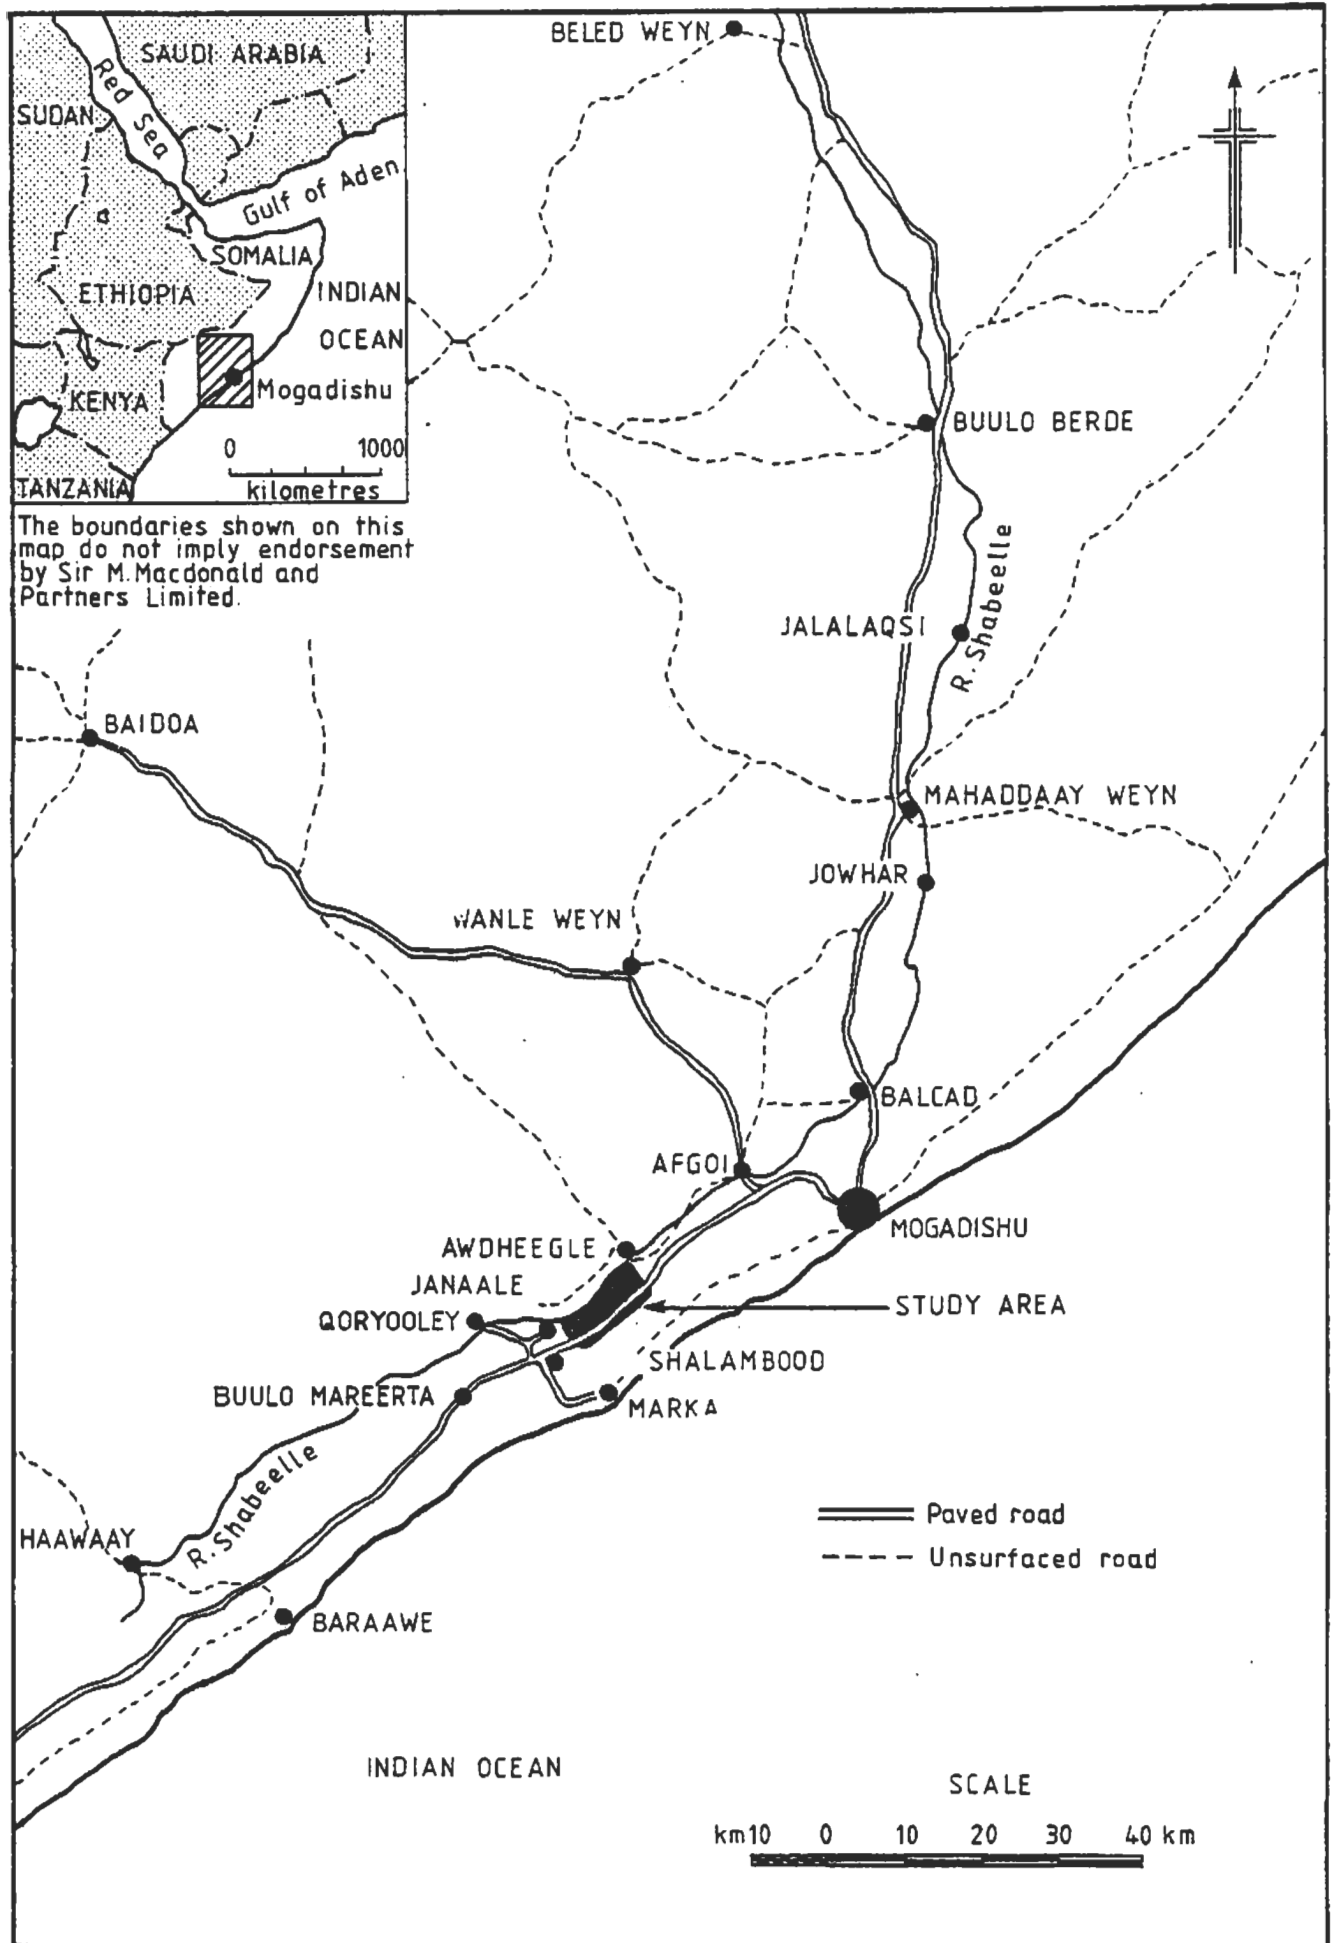 SAUDI ARABIA
Red Sea
SUDAN
Gulf of Aden
SOMALIA
ETHIOPIA
INDIAN
OCEAN
KENYA
Mogadishu
0 1000
kilometres
TANZANIA
The boundaries shown on this
map do not imply endorsement
by Sir M.Macdonald and
Partners Limited.
BELED WEYN
BUULO BERDE
R. Shabeelle
JALALAQSI
BAIDOA
MAHADDAAY WEYN
JOWHAR
WANLE WEYN
BALCAD
AFGOI
MOGADISHU
AWDHEEGLE
JANAALE
QORYOOLEY
STUDY AREA
SHALAMBOOD
BUULO MAREERTA
MARKA
R. Shabeelle
HAAWAAY
BARAAWE
Paved road
Unsurfaced road
INDIAN OCEAN
SCALE
km10 0 10 20 30 40 km